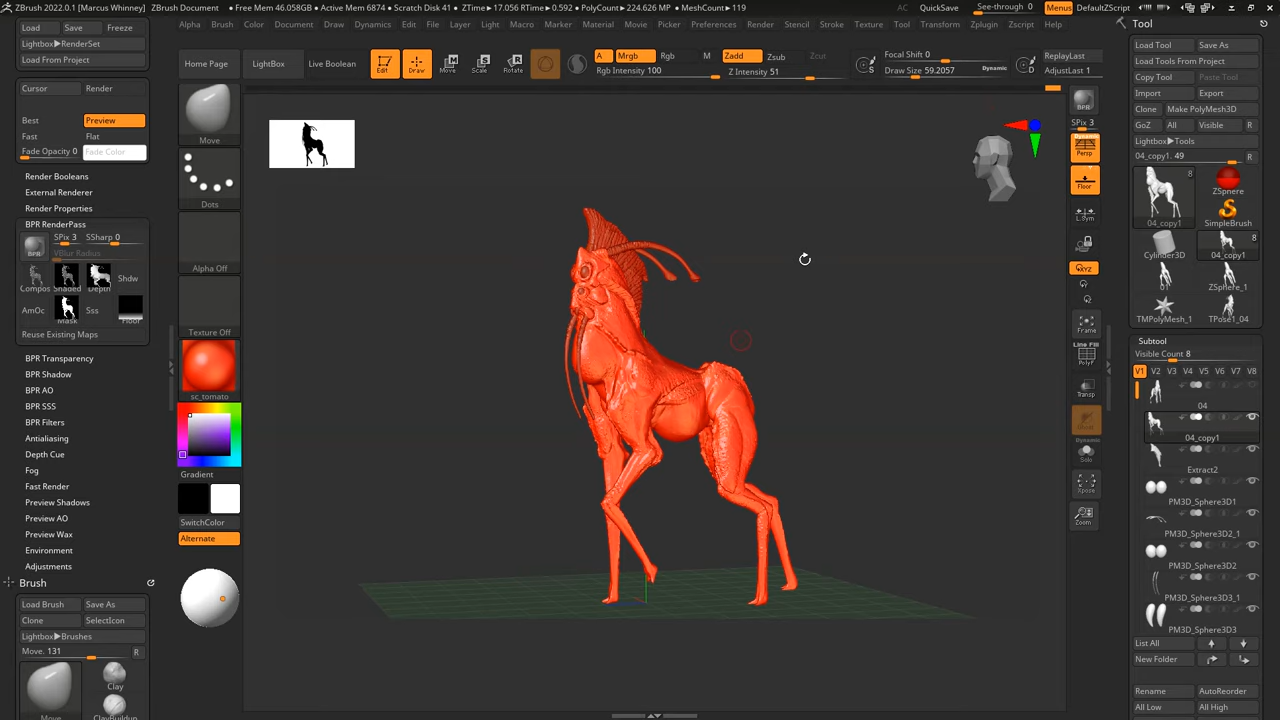 ZBrush 2022.0.1 [Marcus Whinney] ZBrush Document • Free Mem 46.058GB • Active Mem 6874 • Scratch Disk 41 • ZTime▶17.056 RTime▶0.592 • PolyCount▶224.626 MP • MeshCount▶119
AC QuickSave See-through 0 Menus DefaultZScript
Alpha Brush Color Document Draw Dynamics Edit File Layer Light Macro Marker Material Movie Picker Preferences Render Stencil Stroke Texture Tool Transform Zplugin Zscript Help
Load Save Freeze
Lightbox▶RenderSet
Load From Project
Cursor Render
Best Preview
Fast Flat
Fade Opacity 0 Fade Color
Render Booleans
External Renderer
Render Properties
BPR RenderPass
BPR SPix 3 SSharp 0
VBlur Radius
Compos Shaded Depth Shdw
AmOc Mask Sss Floor
Reuse Existing Maps
BPR Transparency
BPR Shadow
BPR AO
BPR SSS
BPR Filters
Antialiasing
Depth Cue
Fog
Fast Render
Preview Shadows
Preview AO
Preview Wax
Environment
Adjustments
Brush
Load Brush Save As
Clone SelectIcon
Lightbox▶Brushes
Move. 131 R
Clay
Move ClayBuildup
Home Page LightBox Live Boolean
Edit Draw Move Scale Rotate
A Mrgb Rgb M
Rgb Intensity 100
Zadd Zsub Zcut
Z Intensity 51
S
Focal Shift 0
Draw Size 59.2057 Dynamic
D
ReplayLast
AdjustLast 1
Move
Dots
Alpha Off
Texture Off
sc_tomato
Gradient
SwitchColor
Alternate
SPix 3
Dynamic
Persp
Floor
L.Sym
XYZ
Frame
Line Fill
PolyF
Transp
Dynamic
Solo
Xpose
Zoom
Tool
Load Tool Save As
Load Tools From Project
Copy Tool Paste Tool
Import Export
Clone Make PolyMesh3D
GoZ All Visible R
Lightbox▶Tools
04_copy1. 49 R
8
04_copy1 ZSphere
SimpleBrush
8
Cylinder3D 04_copy1
01 ZSphere_1
TMPolyMesh_1 TPose1_04
Subtool
Visible Count 8
V1 V2 V3 V4 V5 V6 V7 V8
04
04_copy1
Extract2
PM3D_Sphere3D1
PM3D_Sphere3D2_1
PM3D_Sphere3D2
PM3D_Sphere3D3_1
PM3D_Sphere3D3
List All
New Folder
Rename AutoReorder
All Low All High